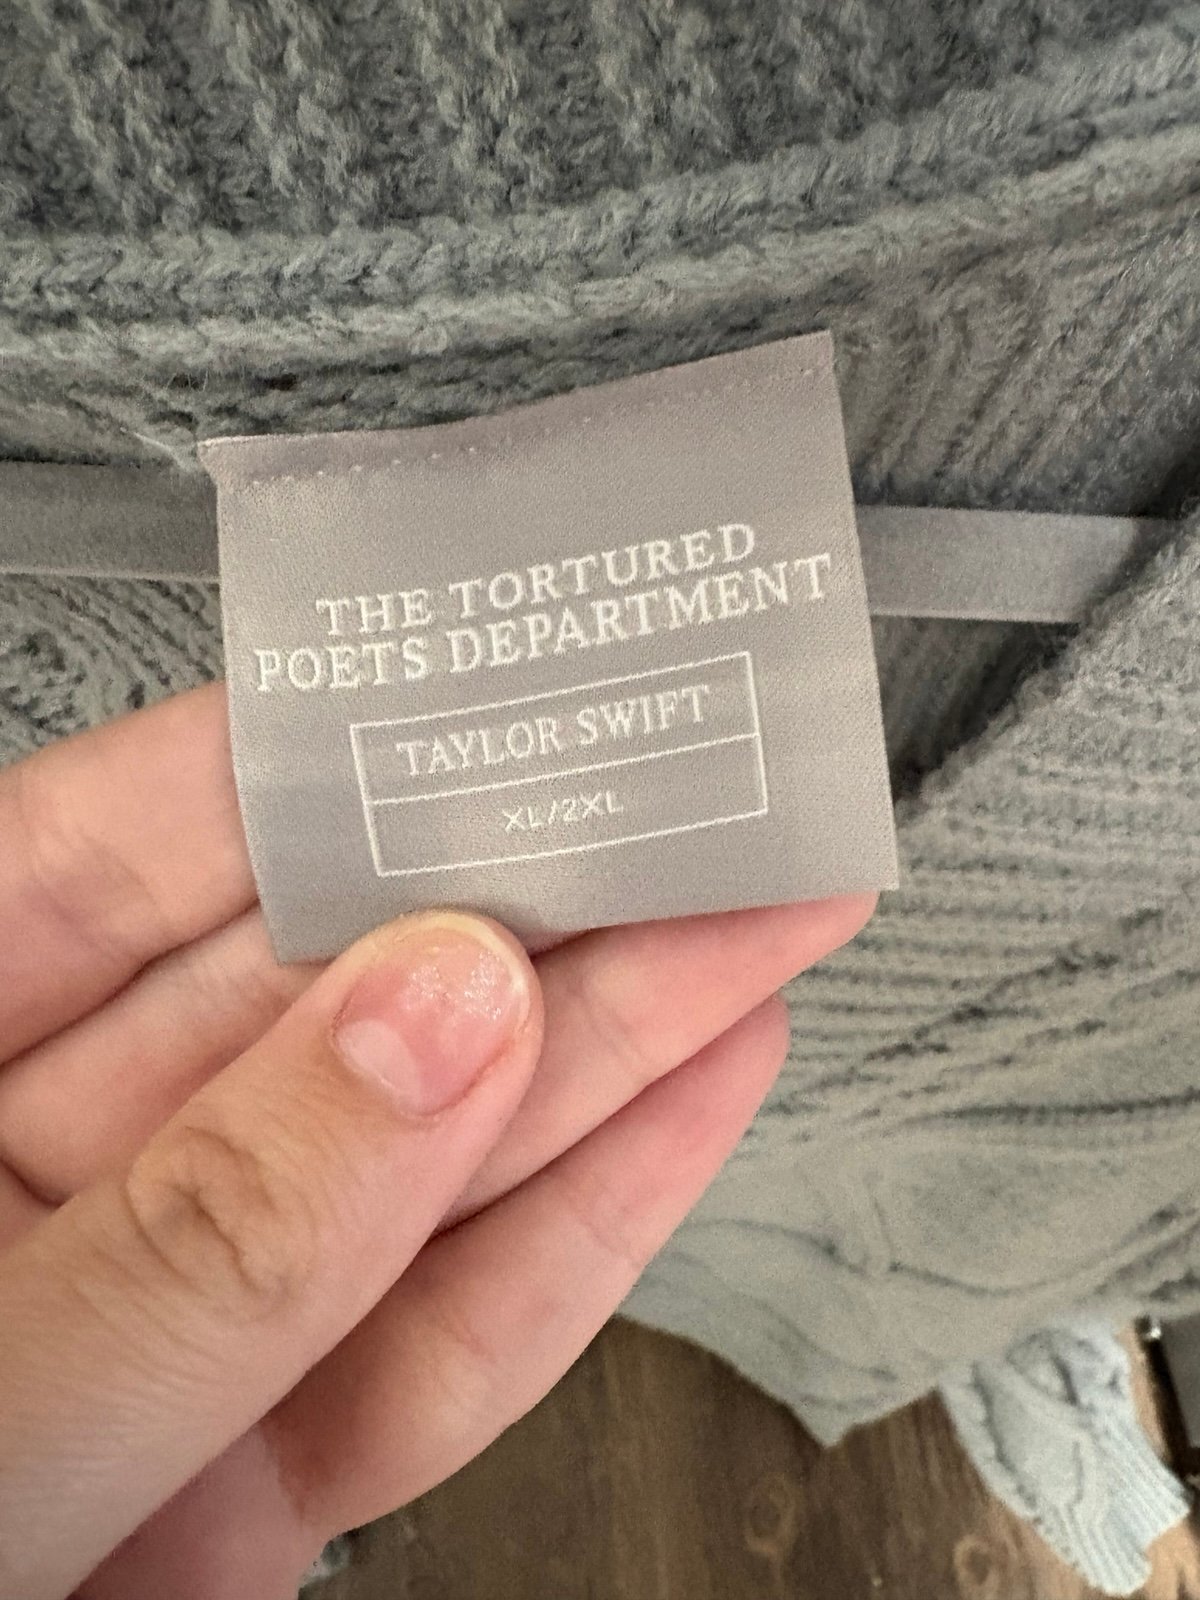 THE TORTURED
POETS DEPARTMENT
TAYLOR SWIFT
XL/2XL